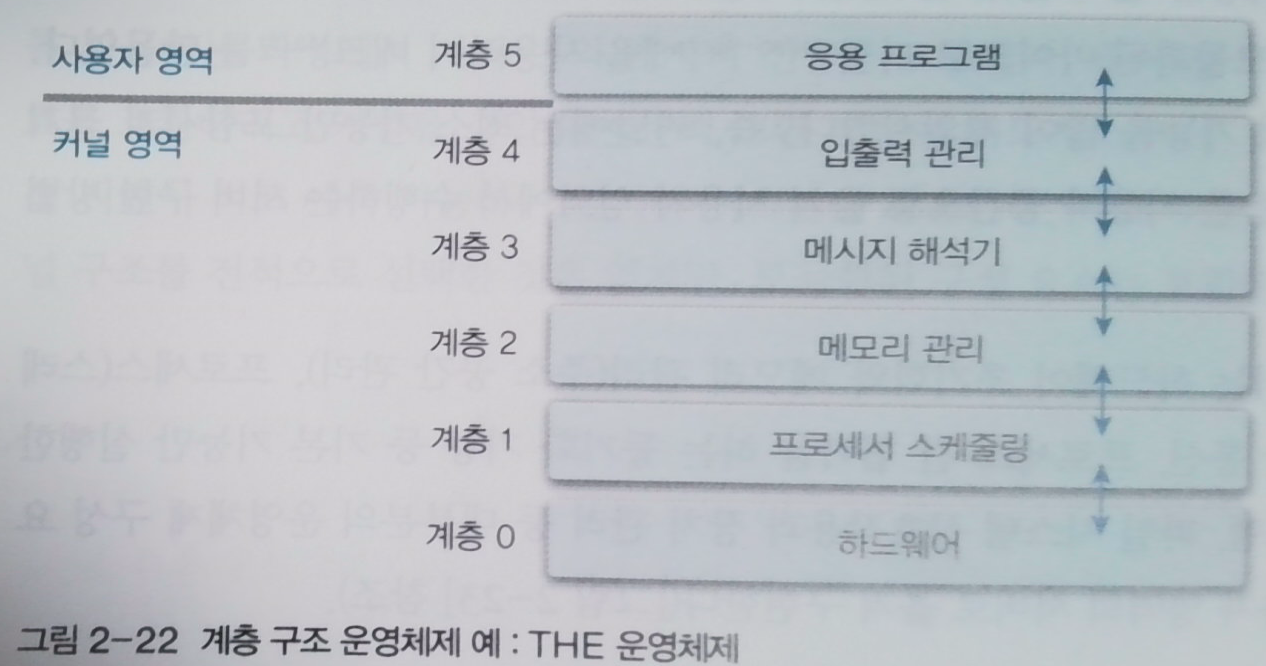 사용자 영역 계층 5 응용 프로그램
커널 영역 계층 4 입출력 관리
계층 3 메시지 해석기
계층 2 메모리 관리
계층 1 프로세서 스케줄링
계층 0 하드웨어
그림 2-22 계층 구조 운영체제 예 : THE 운영체제